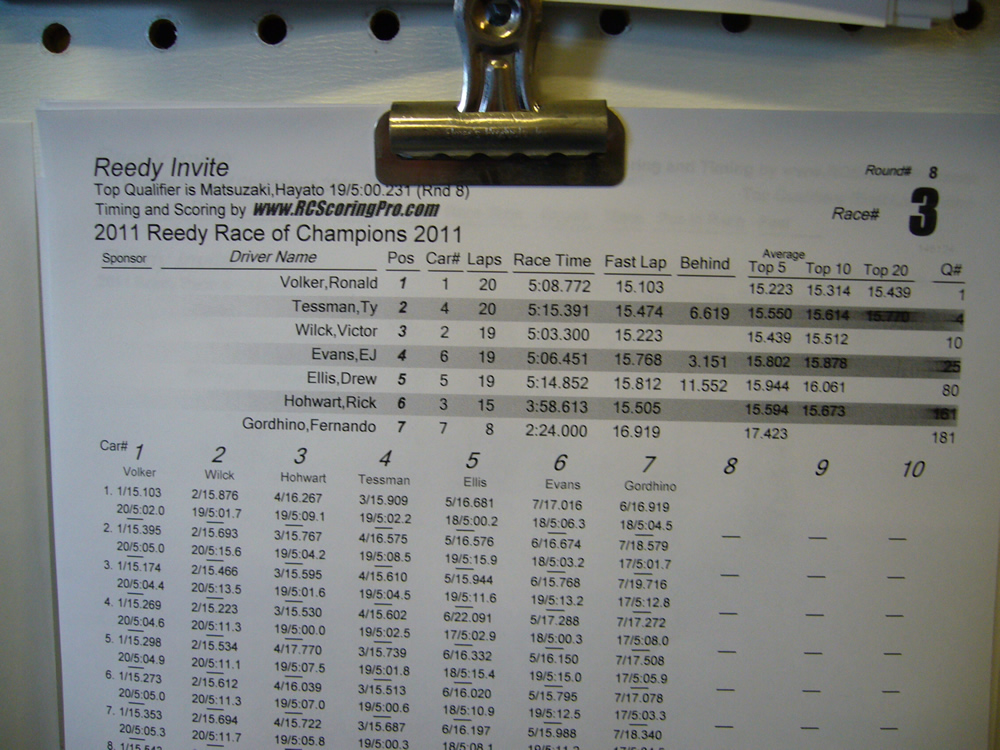 Reedy Invite
Round# 8
Top Qualifier is Matsuzaki,Hayato 19/5:00.231 (Rnd 8)
Timing and Scoring by www.RCScoringPro.com
Race# 3
2011 Reedy Race of Champions 2011
Sponsor Driver Name Pos Car# Laps Race Time Fast Lap Behind Average Top 5 Top 10 Top 20 Q#
Volker,Ronald 1 1 20 5:08.772 15.103 15.223 15.314 15.439 1
Tessman,Ty 2 4 20 5:15.391 15.474 6.619 15.550 15.614 15.770 4
Wilck,Victor 3 2 19 5:03.300 15.223 15.439 15.512 10
Evans,EJ 4 6 19 5:06.451 15.768 3.151 15.802 15.878 25
Ellis,Drew 5 5 19 5:14.852 15.812 11.552 15.944 16.061 80
Hohwart,Rick 6 3 15 3:58.613 15.505 15.594 15.673 161
Gordhino,Fernando 7 7 8 2:24.000 16.919 17.423 181
Car# 1 2 3 4 5 6 7 8 9 10
Volker Wilck Hohwart Tessman Ellis Evans Gordhino
1. 1/15.103 2/15.876 4/16.267 3/15.909 5/16.681 7/17.016 6/16.919
20/5:02.0 19/5:01.7 19/5:09.1 19/5:02.2 18/5:00.2 18/5:06.3 18/5:04.5
2. 1/15.395 2/15.693 3/15.767 4/16.575 5/16.576 6/16.674 7/18.579
20/5:05.0 20/5:15.6 19/5:04.2 19/5:08.5 19/5:15.9 18/5:03.2 17/5:01.7
3. 1/15.174 2/15.466 3/15.595 4/15.610 5/15.944 6/15.768 7/19.716
20/5:04.4 20/5:13.5 19/5:01.6 19/5:04.5 19/5:11.6 19/5:13.2 17/5:12.8
4. 1/15.269 2/15.223 3/15.530 4/15.602 6/22.091 5/17.288 7/17.272
20/5:04.6 20/5:11.3 19/5:00.0 19/5:02.5 17/5:02.9 18/5:00.3 17/5:08.0
5. 1/15.298 2/15.534 4/17.770 3/15.739 6/16.332 5/16.150 7/17.508
20/5:04.9 20/5:11.1 19/5:07.5 19/5:01.8 18/5:15.4 19/5:15.0 17/5:05.9
6. 1/15.273 2/15.612 4/16.039 3/15.513 6/16.020 5/15.795 7/17.078
20/5:05.0 20/5:11.3 19/5:07.0 19/5:00.6 18/5:10.9 19/5:12.5 17/5:03.3
7. 1/15.353 2/15.694 4/15.722 3/15.687 6/16.197 5/15.988 7/18.340
20/5:05.3 20/5:11.7 19/5:05.8 19/5:00.3 18/5:08.1